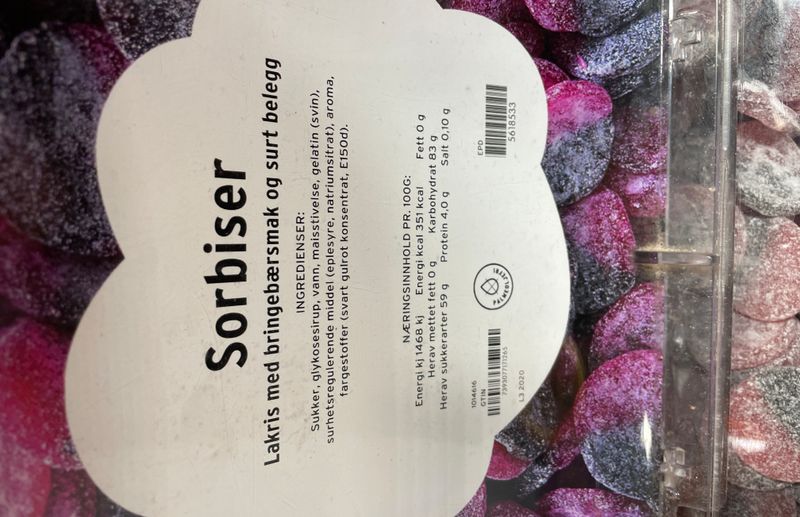 Sorbiser
Lakris med bringebærsmak og surt belegg
INGREDIENSER:
Sukker, glykosesirup, vann, maisstivelse, gelatin (svin),
surhetsregulerende middel (eplesyre, natriumsitrat), aroma,
fargestoffer (svart gulrot konsentrat, E150d).
NÆRINGSINNHOLD PR. 100G:
Energi kj 1468 kj Energi kcal 351 kcal Fett 0 g
Herav mettet fett 0 g Karbohydrat 83 g
Herav sukkerarter 59 g Protein 4,0 g Salt 0,10 g
1014616
GTIN
L3 2020
EPD
5618533